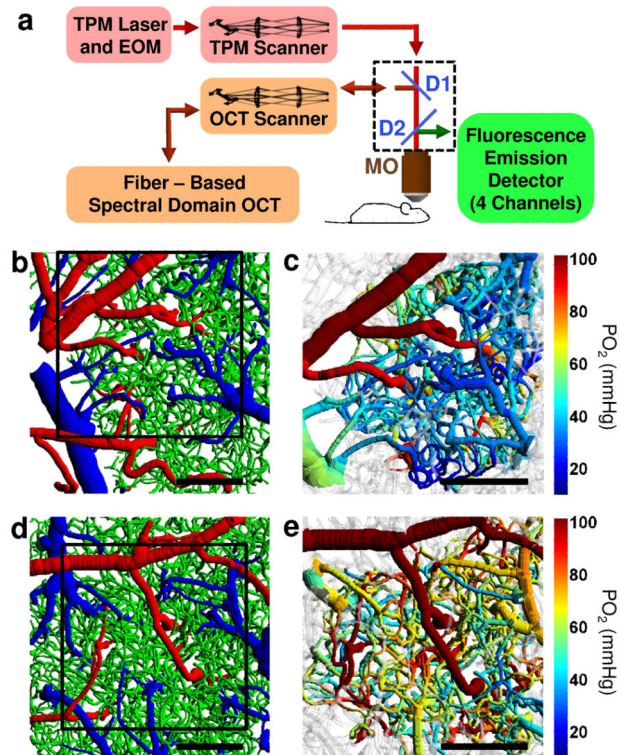 a
TPM Laser
and EOM
TPM Scanner
OCT Scanner
D1
D2
MO
Fiber – Based
Spectral Domain OCT
Fluorescence
Emission
Detector
(4 Channels)
b
c
100
80
60
40
20
PO2 (mmHg)
d
e
100
80
60
40
20
PO2 (mmHg)